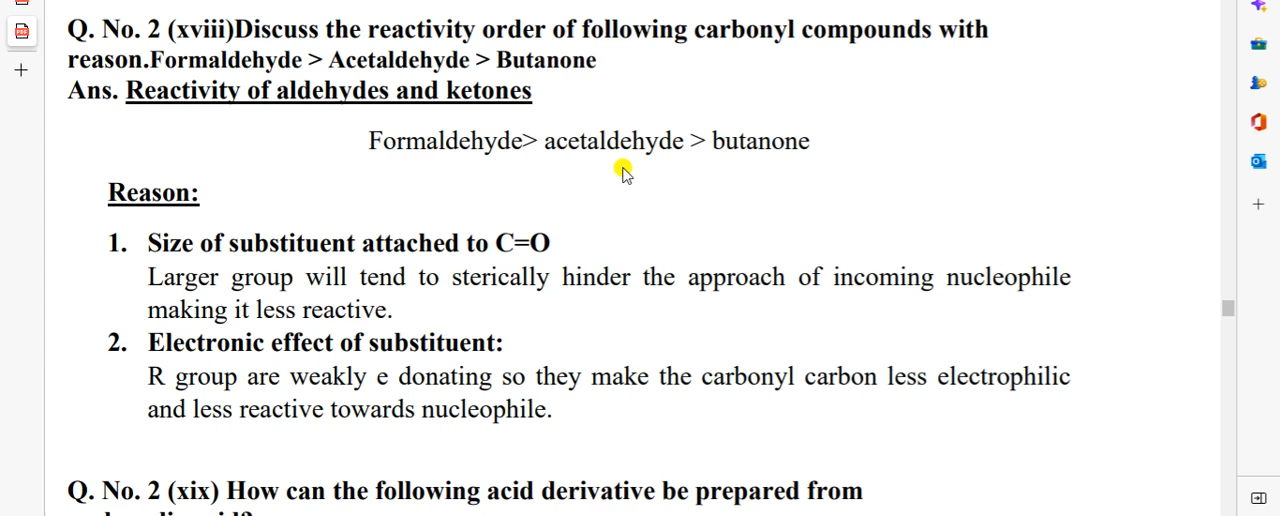 Q. No. 2 (xviii)Discuss the reactivity order of following carbonyl compounds with
reason.Formaldehyde > Acetaldehyde > Butanone
Ans. Reactivity of aldehydes and ketones
Formaldehyde> acetaldehyde > butanone
Reason:
1. Size of substituent attached to C=O
Larger group will tend to sterically hinder the approach of incoming nucleophile
making it less reactive.
2. Electronic effect of substituent:
R group are weakly e donating so they make the carbonyl carbon less electrophilic
and less reactive towards nucleophile.
Q. No. 2 (xix) How can the following acid derivative be prepared from